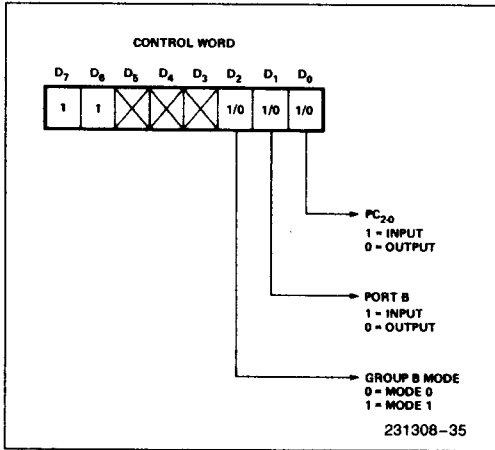 CONTROL WORD
D7 D6 D5 D4 D3 D2 D1 D0
1 1 1/0 1/0 1/0
PC2-0
1 = INPUT
0 = OUTPUT
PORT B
1 = INPUT
0 = OUTPUT
GROUP B MODE
0 = MODE 0
1 = MODE 1
231308-35